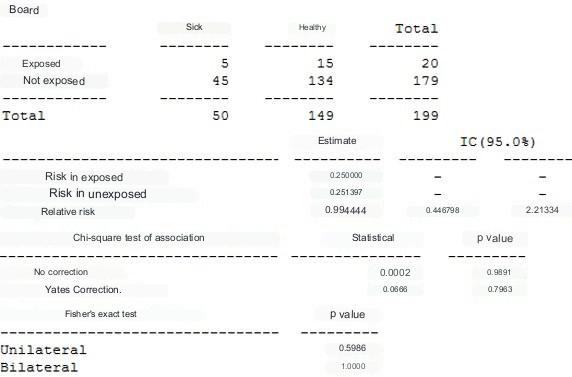 Board
Sick Healthy Total
Exposed 5 15 20
Not exposed 45 134 179
Total 50 149 199
Estimate IC(95.0%)
Risk in exposed 0.250000 - -
Risk in unexposed 0.251397 - -
Relative risk 0.994444 0.446798 2.21334
Chi-square test of association Statistical p value
No correction 0.0002 0.9891
Yates Correction. 0.0666 0.7963
Fisher's exact test p value
Unilateral 0.5986
Bilateral 1.0000